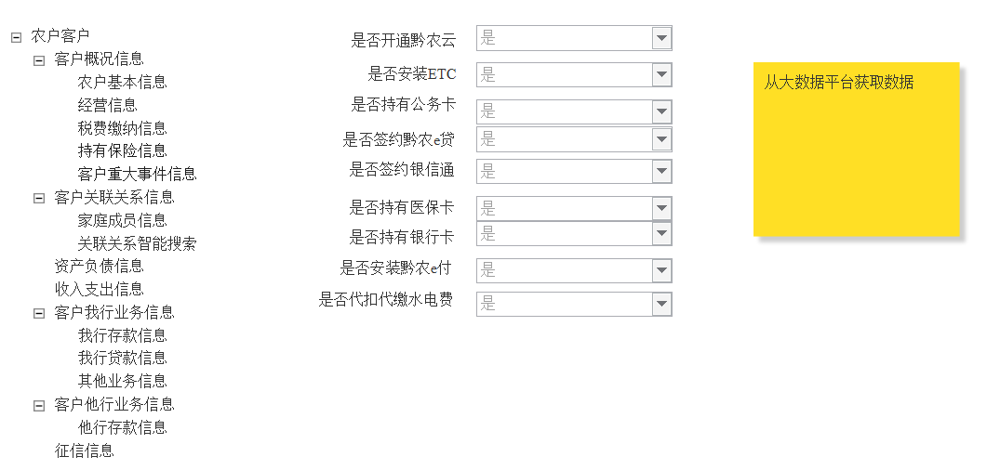 农户客户
客户概况信息
农户基本信息
经营信息
税费缴纳信息
持有保险信息
客户重大事件信息
客户关联关系信息
家庭成员信息
关联关系智能搜索
资产负债信息
收入支出信息
客户我行业务信息
我行存款信息
我行贷款信息
其他业务信息
客户他行业务信息
他行存款信息
征信信息
是否开通黔农云 是
是否安装ETC 是
是否持有公务卡 是
是否签约黔农e贷 是
是否签约银信通 是
是否持有医保卡 是
是否持有银行卡 是
是否安装黔农e付 是
是否代扣代缴水电费 是
从大数据平台获取数据